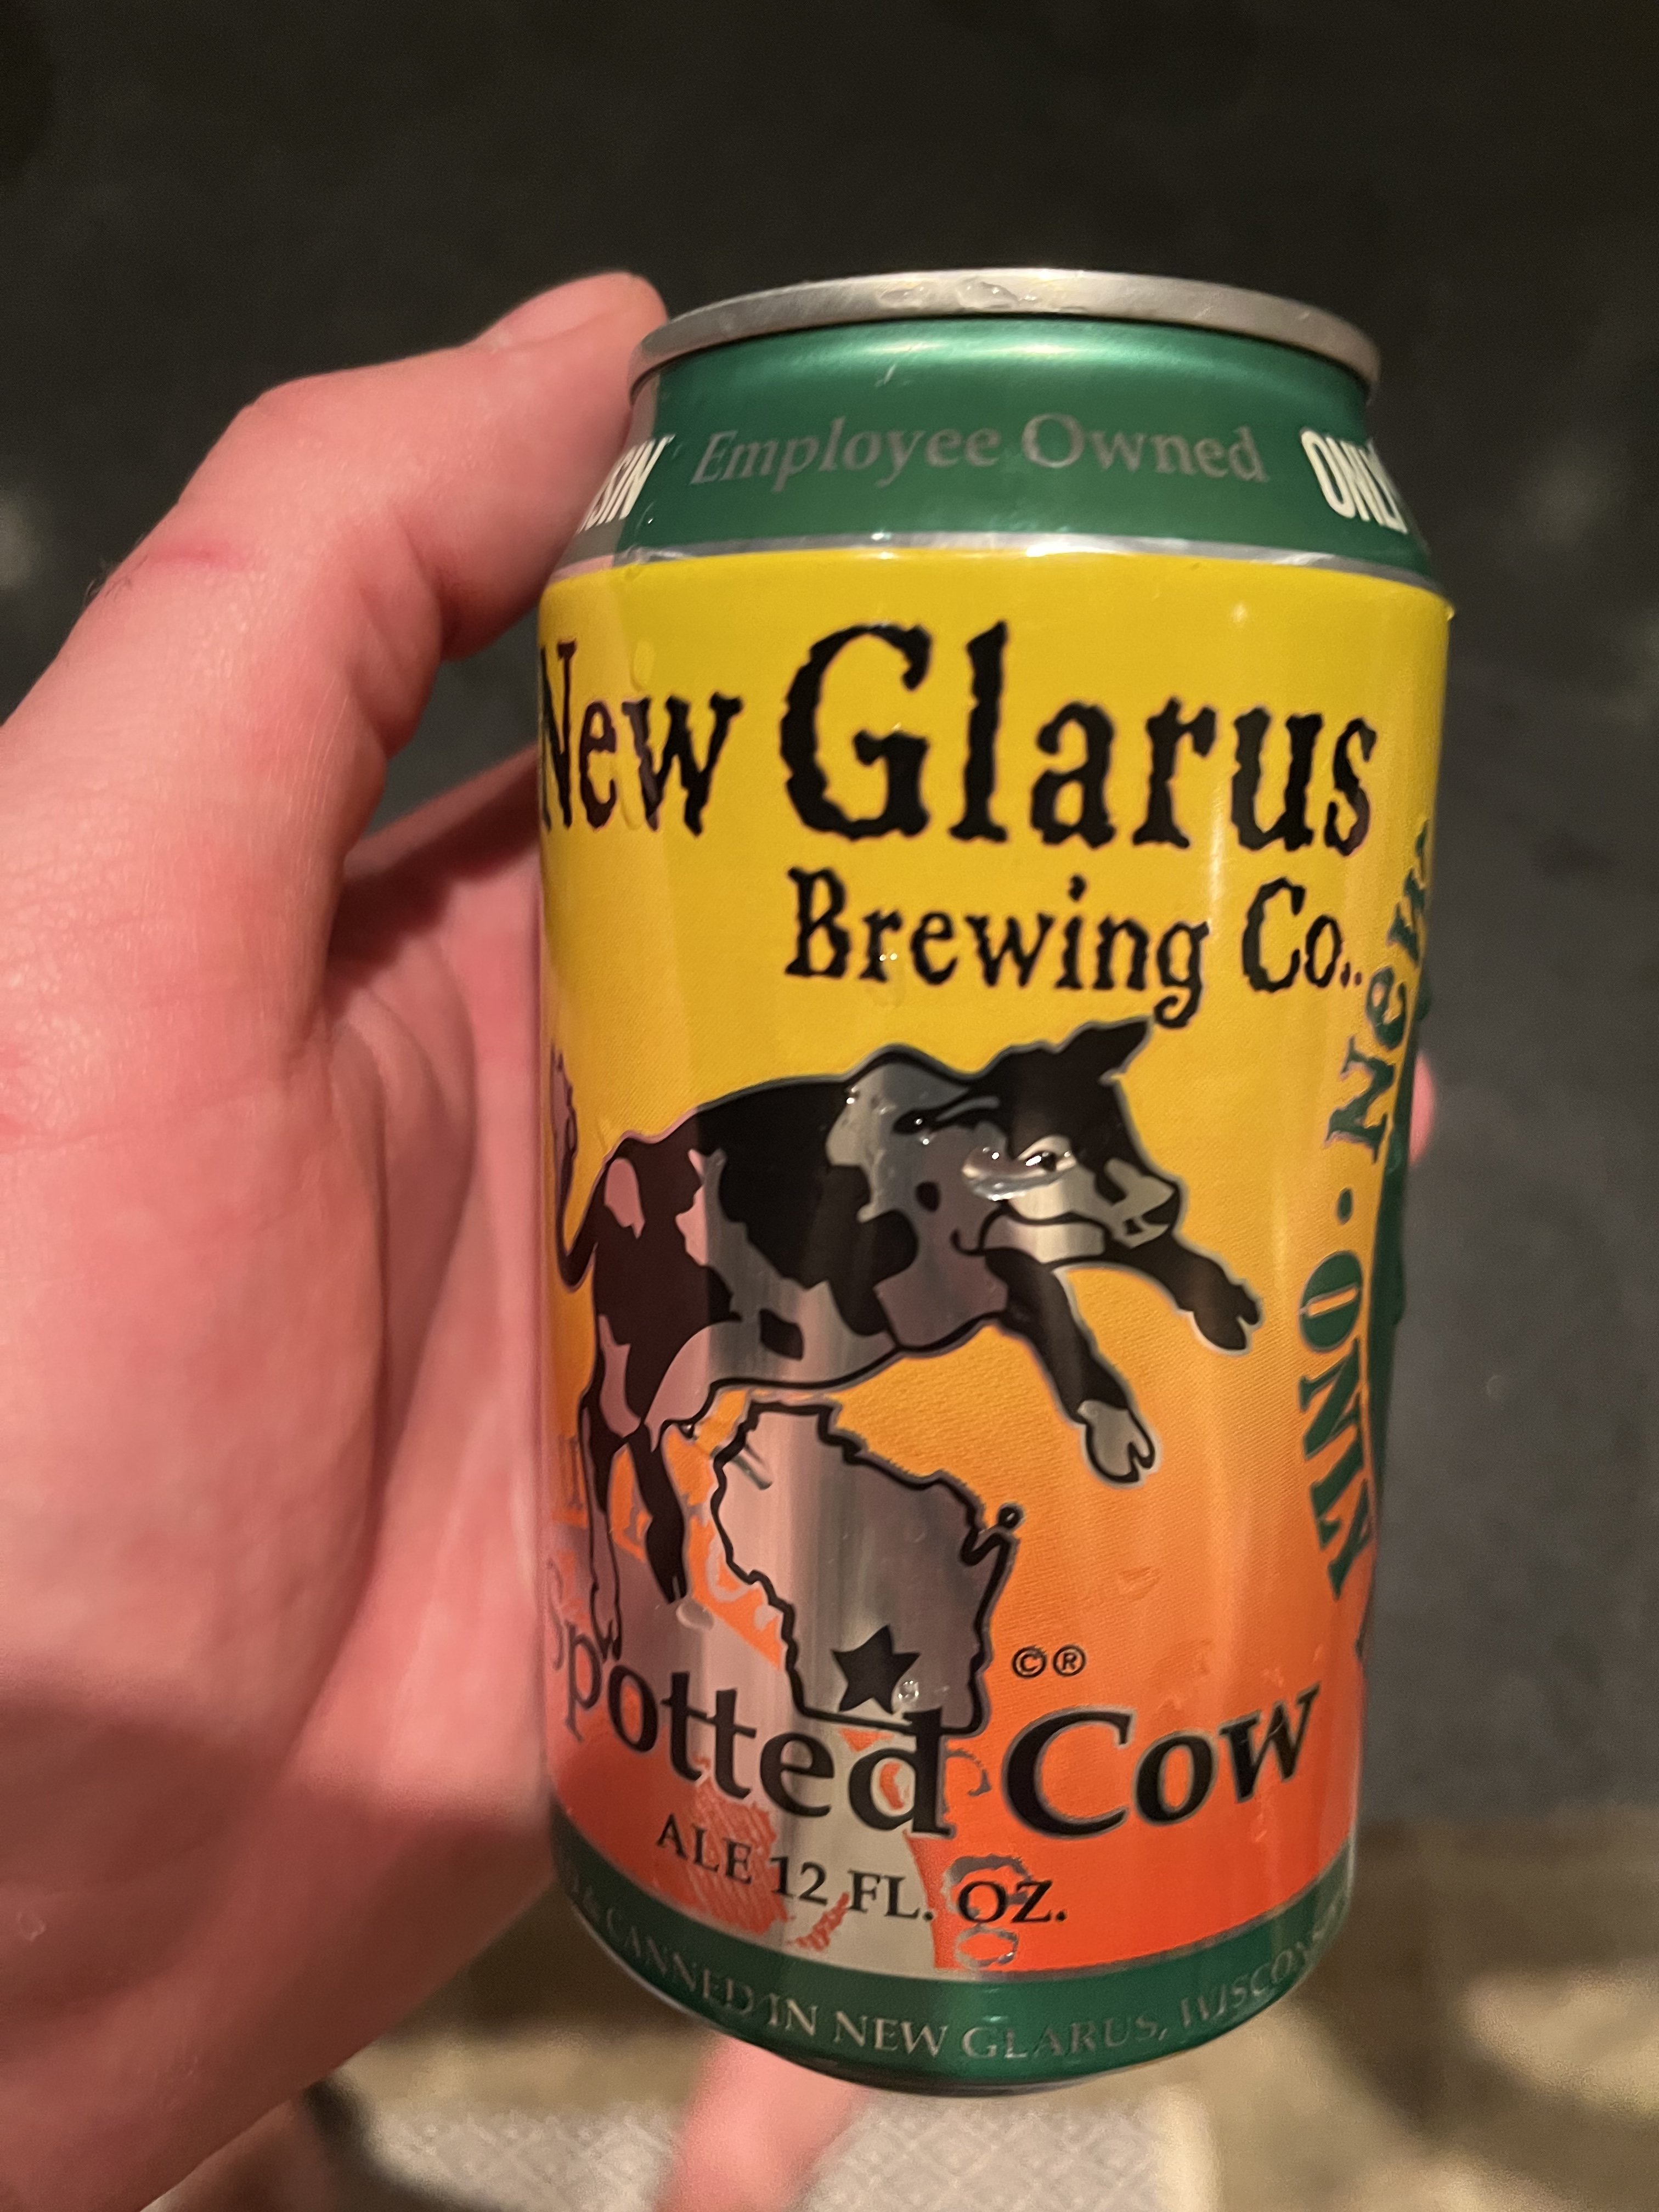 Employee Owned
New Glarus
Brewing Co..
©®
Spotted Cow
ALE 12 FL. OZ.
& CANNED IN NEW GLARUS,